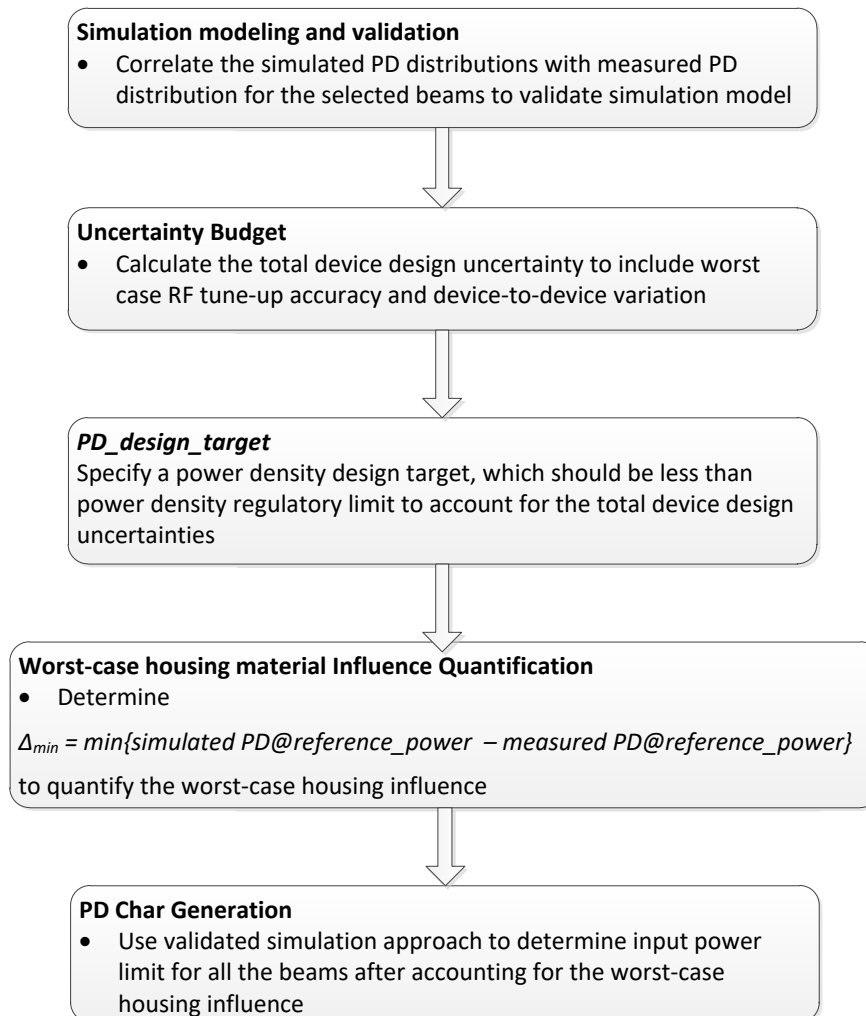 Simulation modeling and validation
• Correlate the simulated PD distributions with measured PD
distribution for the selected beams to validate simulation model
Uncertainty Budget
• Calculate the total device design uncertainty to include worst
case RF tune-up accuracy and device-to-device variation
PD_design_target
Specify a power density design target, which should be less than
power density regulatory limit to account for the total device design
uncertainties
Worst-case housing material Influence Quantification
• Determine
Δmin = min{simulated PD@reference_power – measured PD@reference_power}
to quantify the worst-case housing influence
PD Char Generation
• Use validated simulation approach to determine input power
limit for all the beams after accounting for the worst-case
housing influence